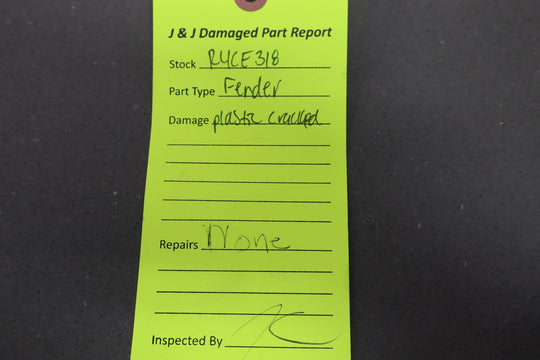 J & J Damaged Part Report
Stock R4CE318
Part Type Fender
Damage plastic cracked
Repairs None
Inspected By